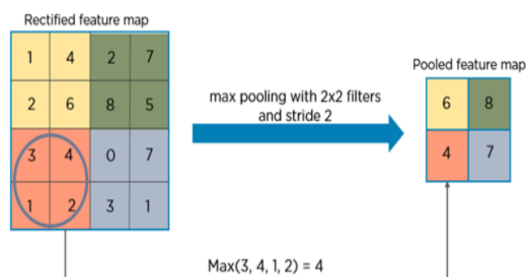 Rectified feature map
1 4 2 7
2 6 8 5
3 4 0 7
1 2 3 1
max pooling with 2x2 filters
and stride 2
Pooled feature map
6 8
4 7
Max(3, 4, 1, 2) = 4